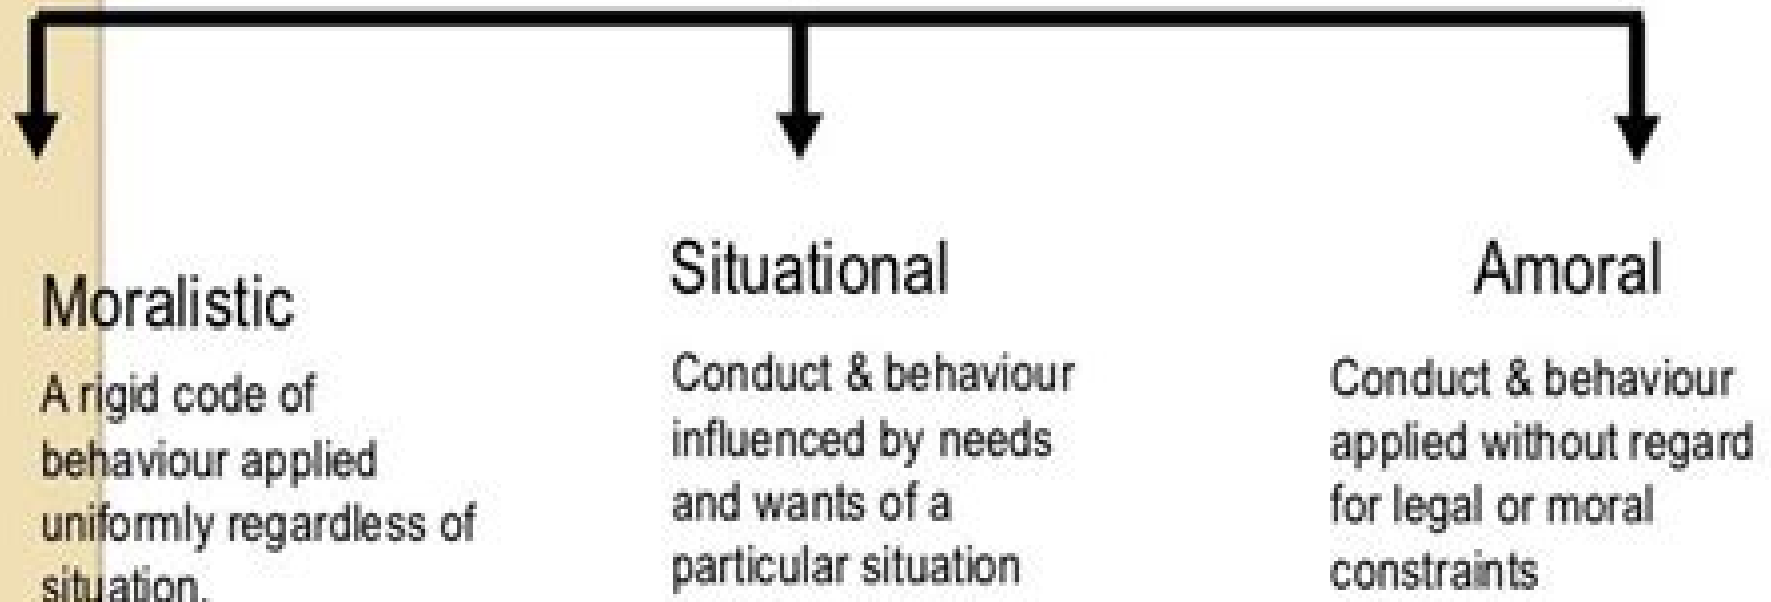 Moralistic
A rigid code of
behaviour applied
uniformly regardless of
situation.
Situational
Conduct & behaviour
influenced by needs
and wants of a
particular situation
Amoral
Conduct & behaviour
applied without regard
for legal or moral
constraints